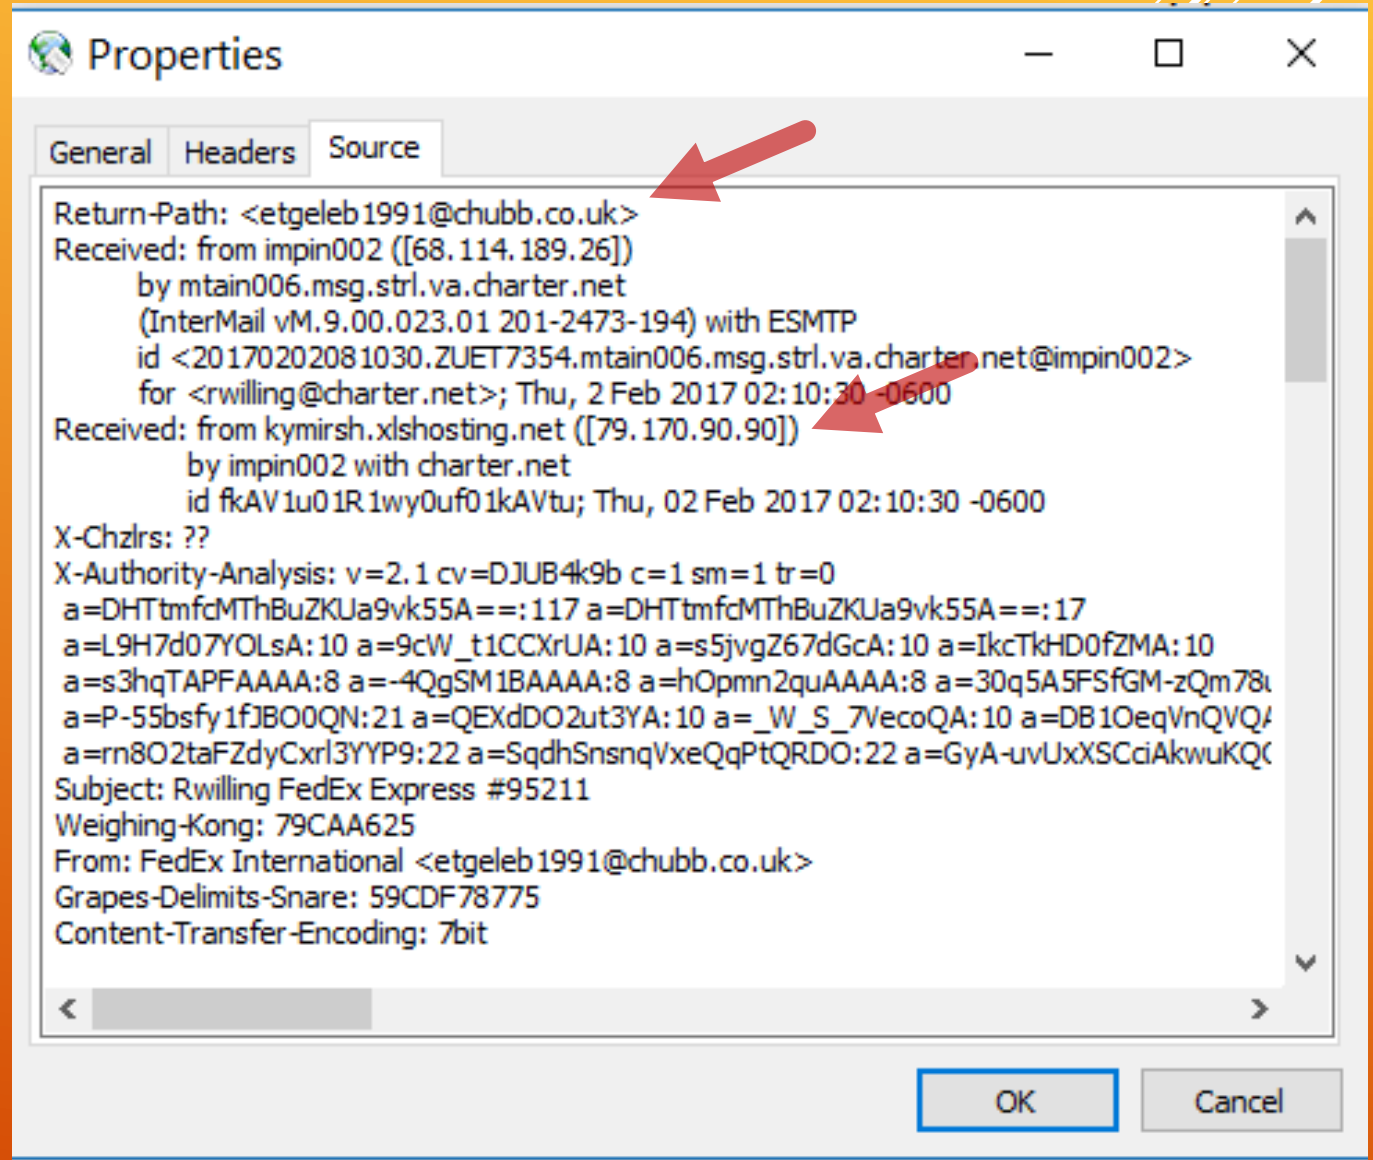 Properties
General Headers Source
Return-Path: <etgeleb1991@chubb.co.uk>
Received: from impin002 ([68.114.189.26])
by mtain006.msg.strl.va.charter.net
(InterMail vM.9.00.023.01 201-2473-194) with ESMTP
id <20170202081030.ZUET7354.mtain006.msg.strl.va.charter.net@impin002>
for <rwilling@charter.net>; Thu, 2 Feb 2017 02:10:30 -0600
Received: from kymirsh.xlshosting.net ([79.170.90.90])
by impin002 with charter.net
id fkAV1u01R1wy0uf01kAVtu; Thu, 02 Feb 2017 02:10:30 -0600
X-Chzlrs: ??
X-Authority-Analysis: v=2.1 cv=DJUB4k9b c=1 sm=1 tr=0
a=DHTtmfcMThBuZKUa9vk55A==:117 a=DHTtmfcMThBuZKUa9vk55A==:17
a=L9H7d07YOLsA:10 a=9cW_t1CCXrUA:10 a=s5jvgZ67dGcA:10 a=IkcTkHD0fZMA:10
a=s3hqTAPFAAAA:8 a=-4QgSM1BAAAA:8 a=hOpmn2quAAAA:8
a=P-55bsfy1fJBO0QN:21 a=QEXdDO2ut3YA:10 a=_W_S_7VecoQA:10
a=rn8O2taFZdyCxrl3YYP9:22 a=SqdhSnsnqVxeQqPtQRDO:22
Subject: Rwilling FedEx Express #95211
Weighing-Kong: 79CAA625
From: FedEx International <etgeleb1991@chubb.co.uk>
Grapes-Delimits-Snare: 59CDF78775
Content-Transfer-Encoding: 7bit
OK Cancel